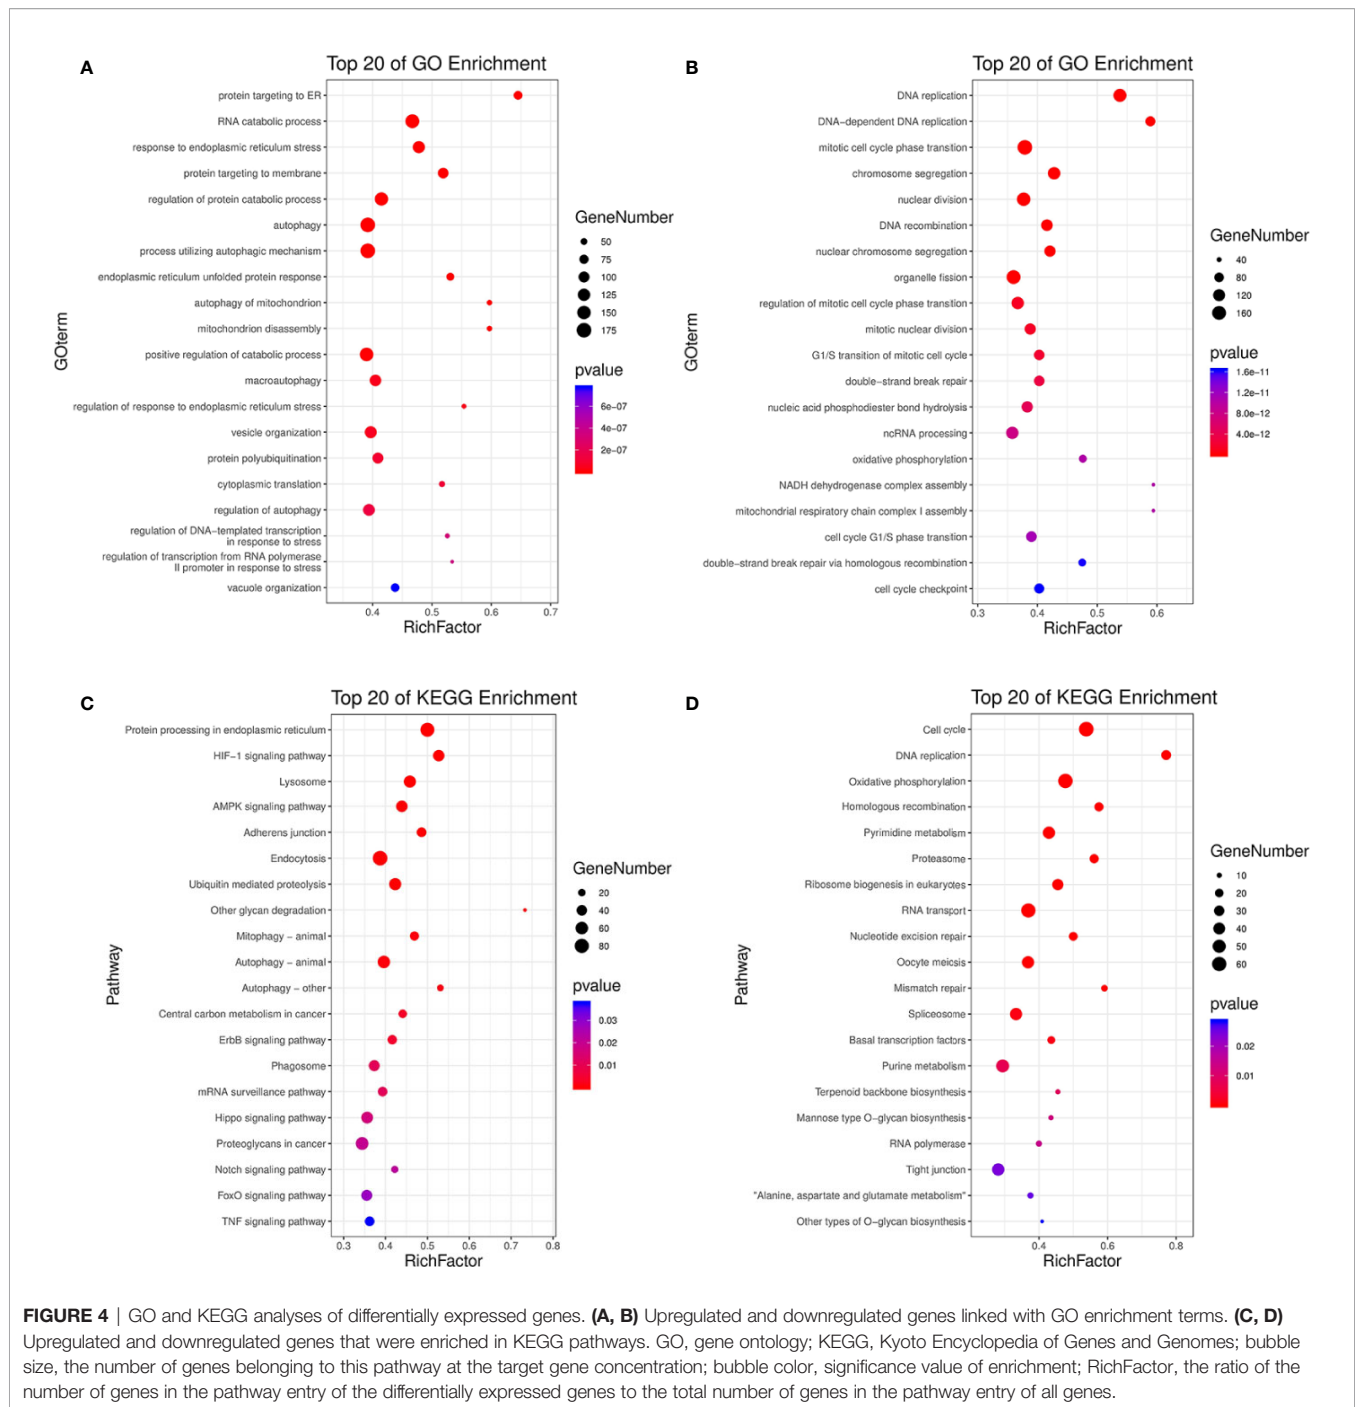 A
Top 20 of GO Enrichment
protein targeting to ER
RNA catabolic process
response to endoplasmic reticulum stress
protein targeting to membrane
regulation of protein catabolic process
autophagy
process utilizing autophagic mechanism
endoplasmic reticulum unfolded protein response
autophagy of mitochondrion
mitochondrion disassembly
positive regulation of catabolic process
macroautophagy
regulation of response to endoplasmic reticulum stress
vesicle organization
protein polyubiquitination
cytoplasmic translation
regulation of autophagy
regulation of DNA−templated transcription
in response to stress
regulation of transcription from RNA polymerase
II promoter in response to stress
vacuole organization
GOterm
0.4 0.5 0.6 0.7
RichFactor
GeneNumber
50
75
100
125
150
175
pvalue
6e−07
4e−07
2e−07
B
Top 20 of GO Enrichment
DNA replication
DNA−dependent DNA replication
mitotic cell cycle phase transition
chromosome segregation
nuclear division
DNA recombination
nuclear chromosome segregation
organelle fission
regulation of mitotic cell cycle phase transition
mitotic nuclear division
G1/S transition of mitotic cell cycle
double−strand break repair
nucleic acid phosphodiester bond hydrolysis
ncRNA processing
oxidative phosphorylation
NADH dehydrogenase complex assembly
mitochondrial respiratory chain complex I assembly
cell cycle G1/S phase transition
double−strand break repair via homologous recombination
cell cycle checkpoint
GOterm
0.3 0.4 0.5 0.6
RichFactor
GeneNumber
40
80
120
160
pvalue
1.6e−11
1.2e−11
8.0e−12
4.0e−12
C
Top 20 of KEGG Enrichment
Protein processing in endoplasmic reticulum
HIF−1 signaling pathway
Lysosome
AMPK signaling pathway
Adherens junction
Endocytosis
Ubiquitin mediated proteolysis
Other glycan degradation
Mitophagy − animal
Autophagy − animal
Autophagy − other
Central carbon metabolism in cancer
ErbB signaling pathway
Phagosome
mRNA surveillance pathway
Hippo signaling pathway
Proteoglycans in cancer
Notch signaling pathway
FoxO signaling pathway
TNF signaling pathway
Pathway
0.3 0.4 0.5 0.6 0.7 0.8
RichFactor
GeneNumber
20
40
60
80
pvalue
0.03
0.02
0.01
D
Top 20 of KEGG Enrichment
Cell cycle
DNA replication
Oxidative phosphorylation
Homologous recombination
Pyrimidine metabolism
Proteasome
Ribosome biogenesis in eukaryotes
RNA transport
Nucleotide excision repair
Oocyte meiosis
Mismatch repair
Spliceosome
Basal transcription factors
Purine metabolism
Terpenoid backbone biosynthesis
Mannose type O−glycan biosynthesis
RNA polymerase
Tight junction
"Alanine, aspartate and glutamate metabolism"
Other types of O−glycan biosynthesis
Pathway
0.4 0.6 0.8
RichFactor
GeneNumber
10
20
30
40
50
60
pvalue
0.02
0.01
FIGURE 4 | GO and KEGG analyses of differentially expressed genes. (A, B) Upregulated and downregulated genes linked with GO enrichment terms. (C, D)
Upregulated and downregulated genes that were enriched in KEGG pathways. GO, gene ontology; KEGG, Kyoto Encyclopedia of Genes and Genomes; bubble
size, the number of genes belonging to this pathway at the target gene concentration; bubble color, significance value of enrichment; RichFactor, the ratio of the
number of genes in the pathway entry of the differentially expressed genes to the total number of genes in the pathway entry of all genes.